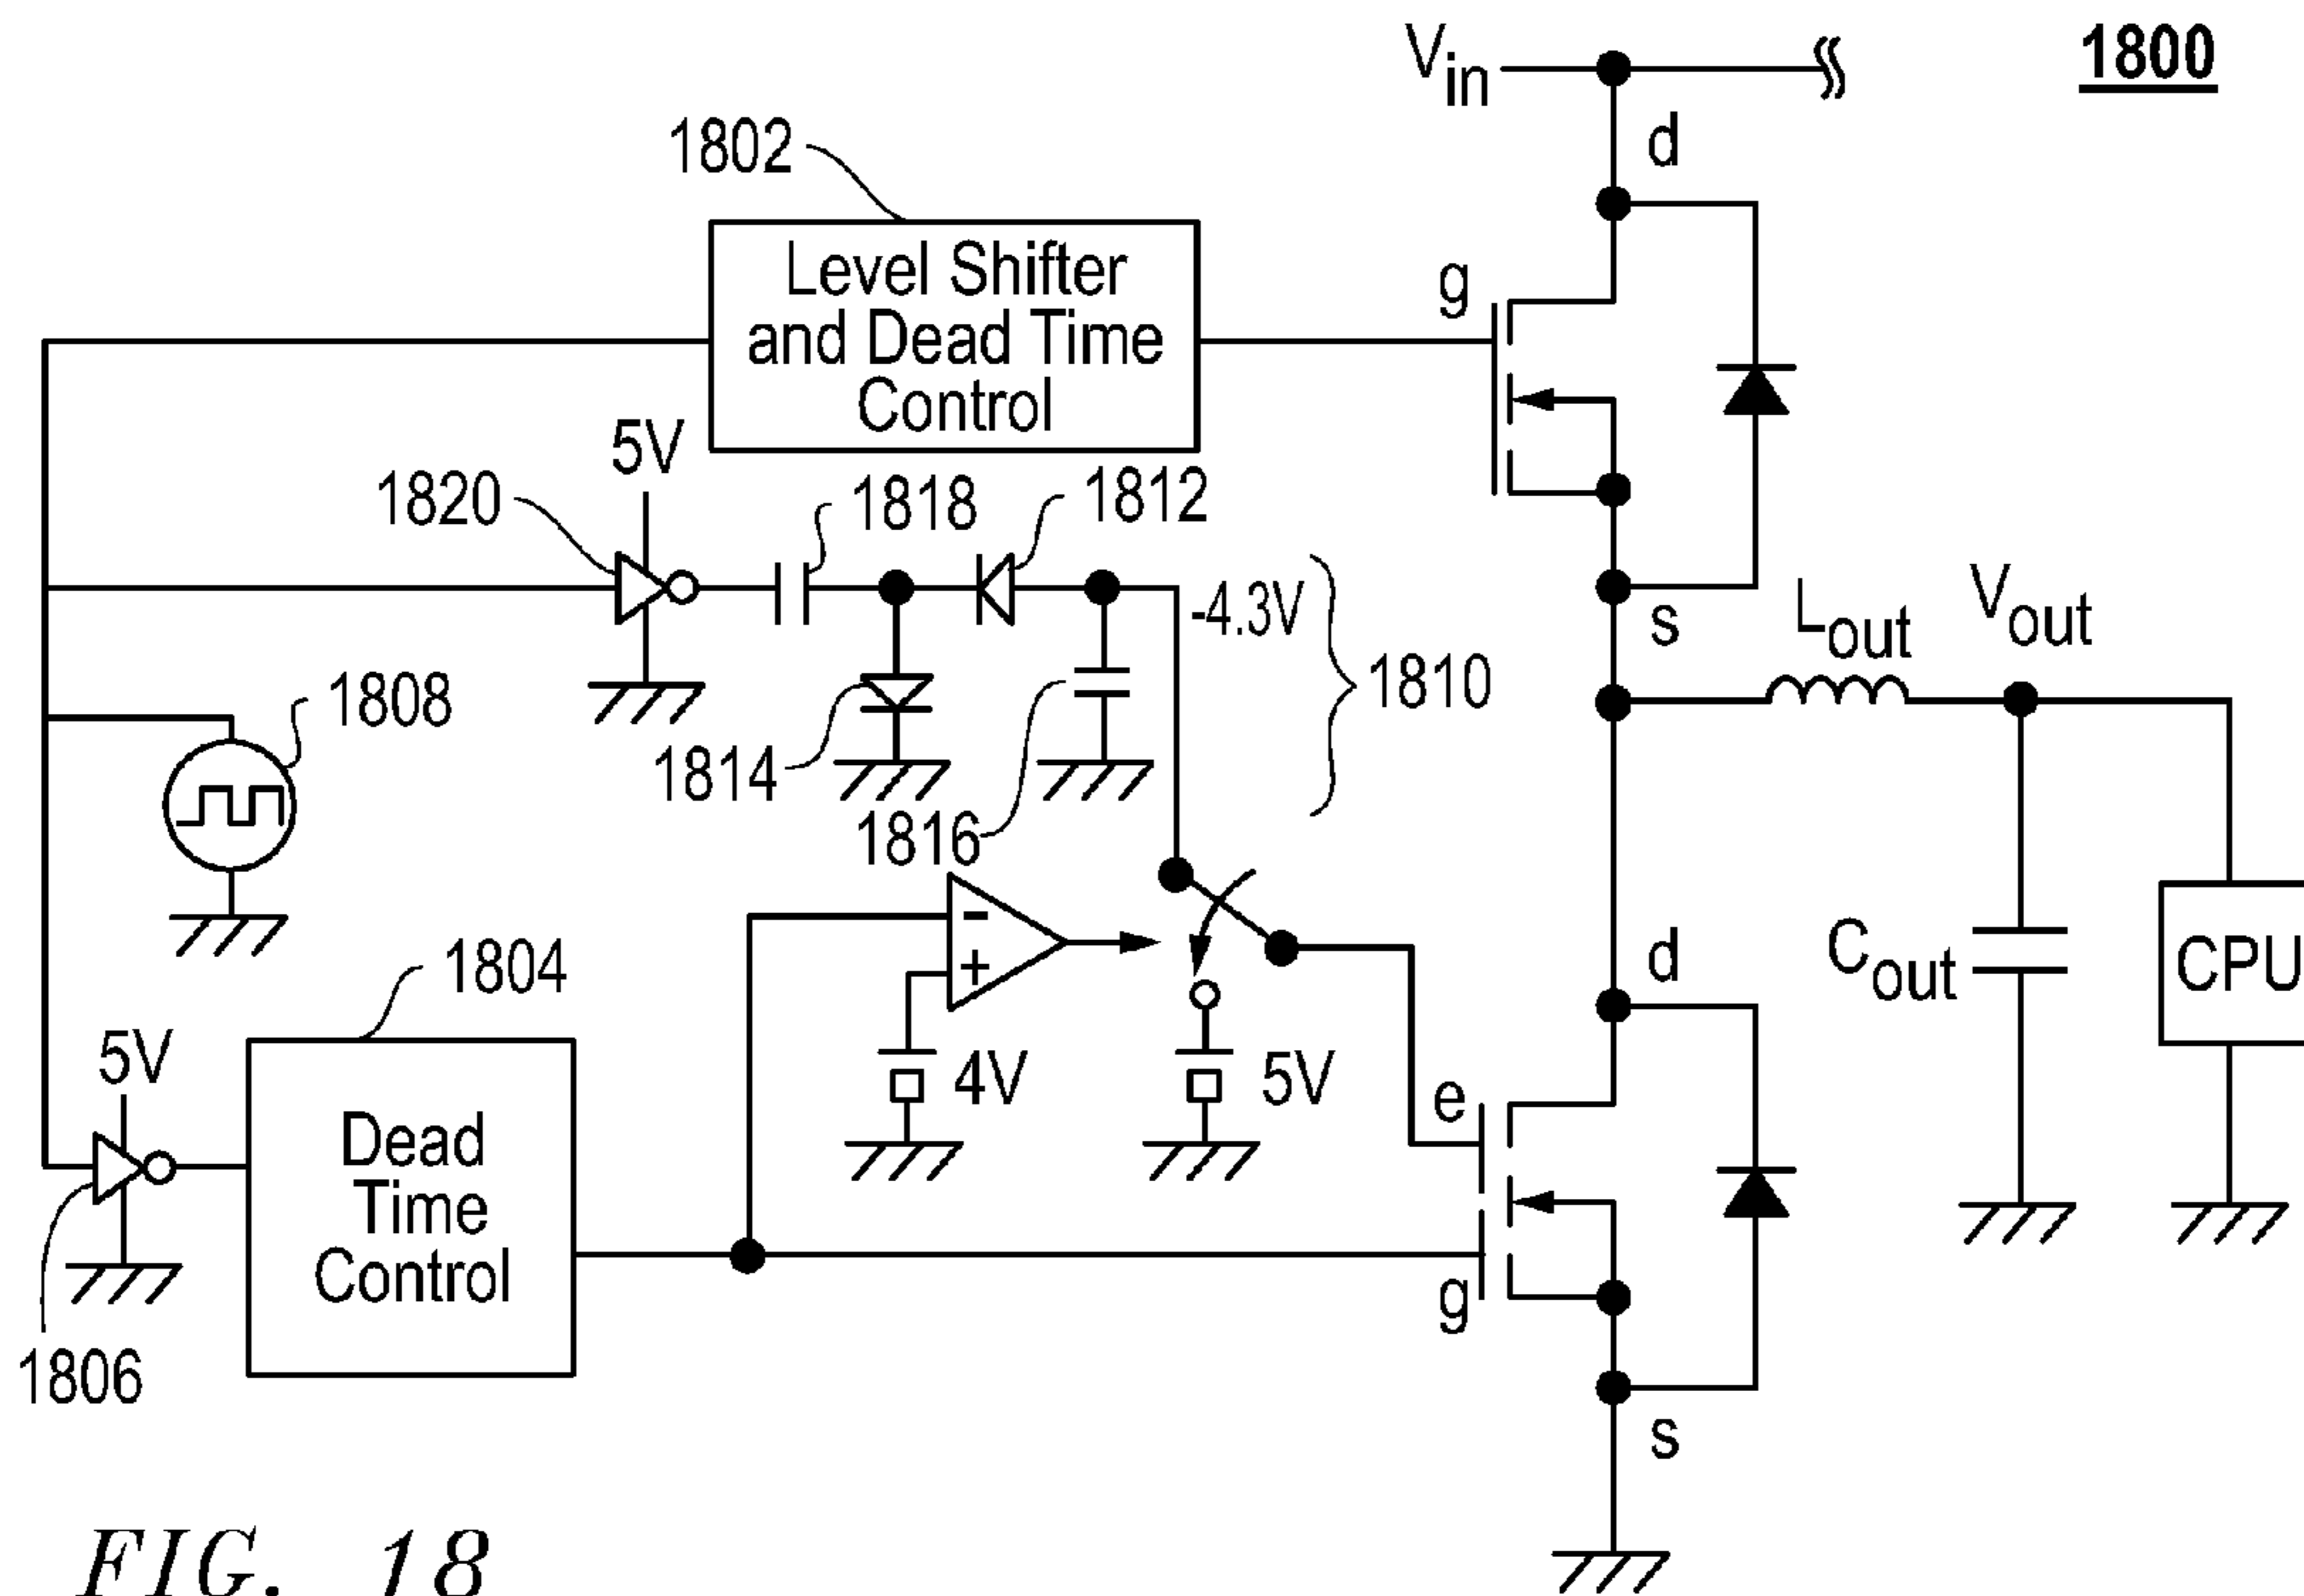 1800
Vin
d
1802
Level Shifter
and Dead Time
Control
g
5V
1820
1818
1812
-4.3V
1810
s
Lout
Vout
1808
1814
1816
-
+
4V
5V
d
Cout
CPU
1804
5V
Dead
Time
Control
e
g
1806
s
FIG. 18